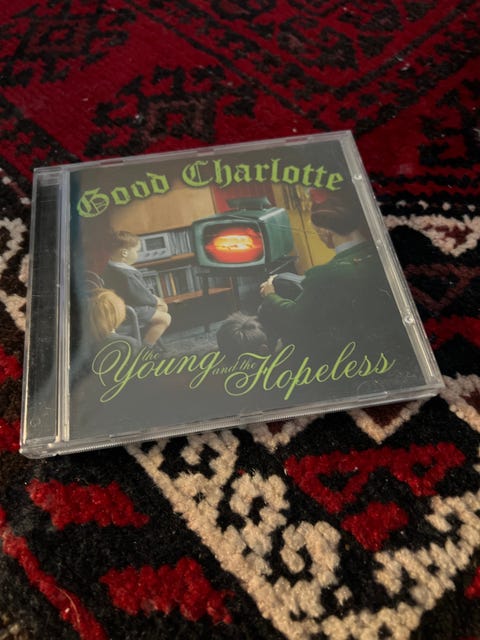 Good Charlotte
the Young and the Hopeless